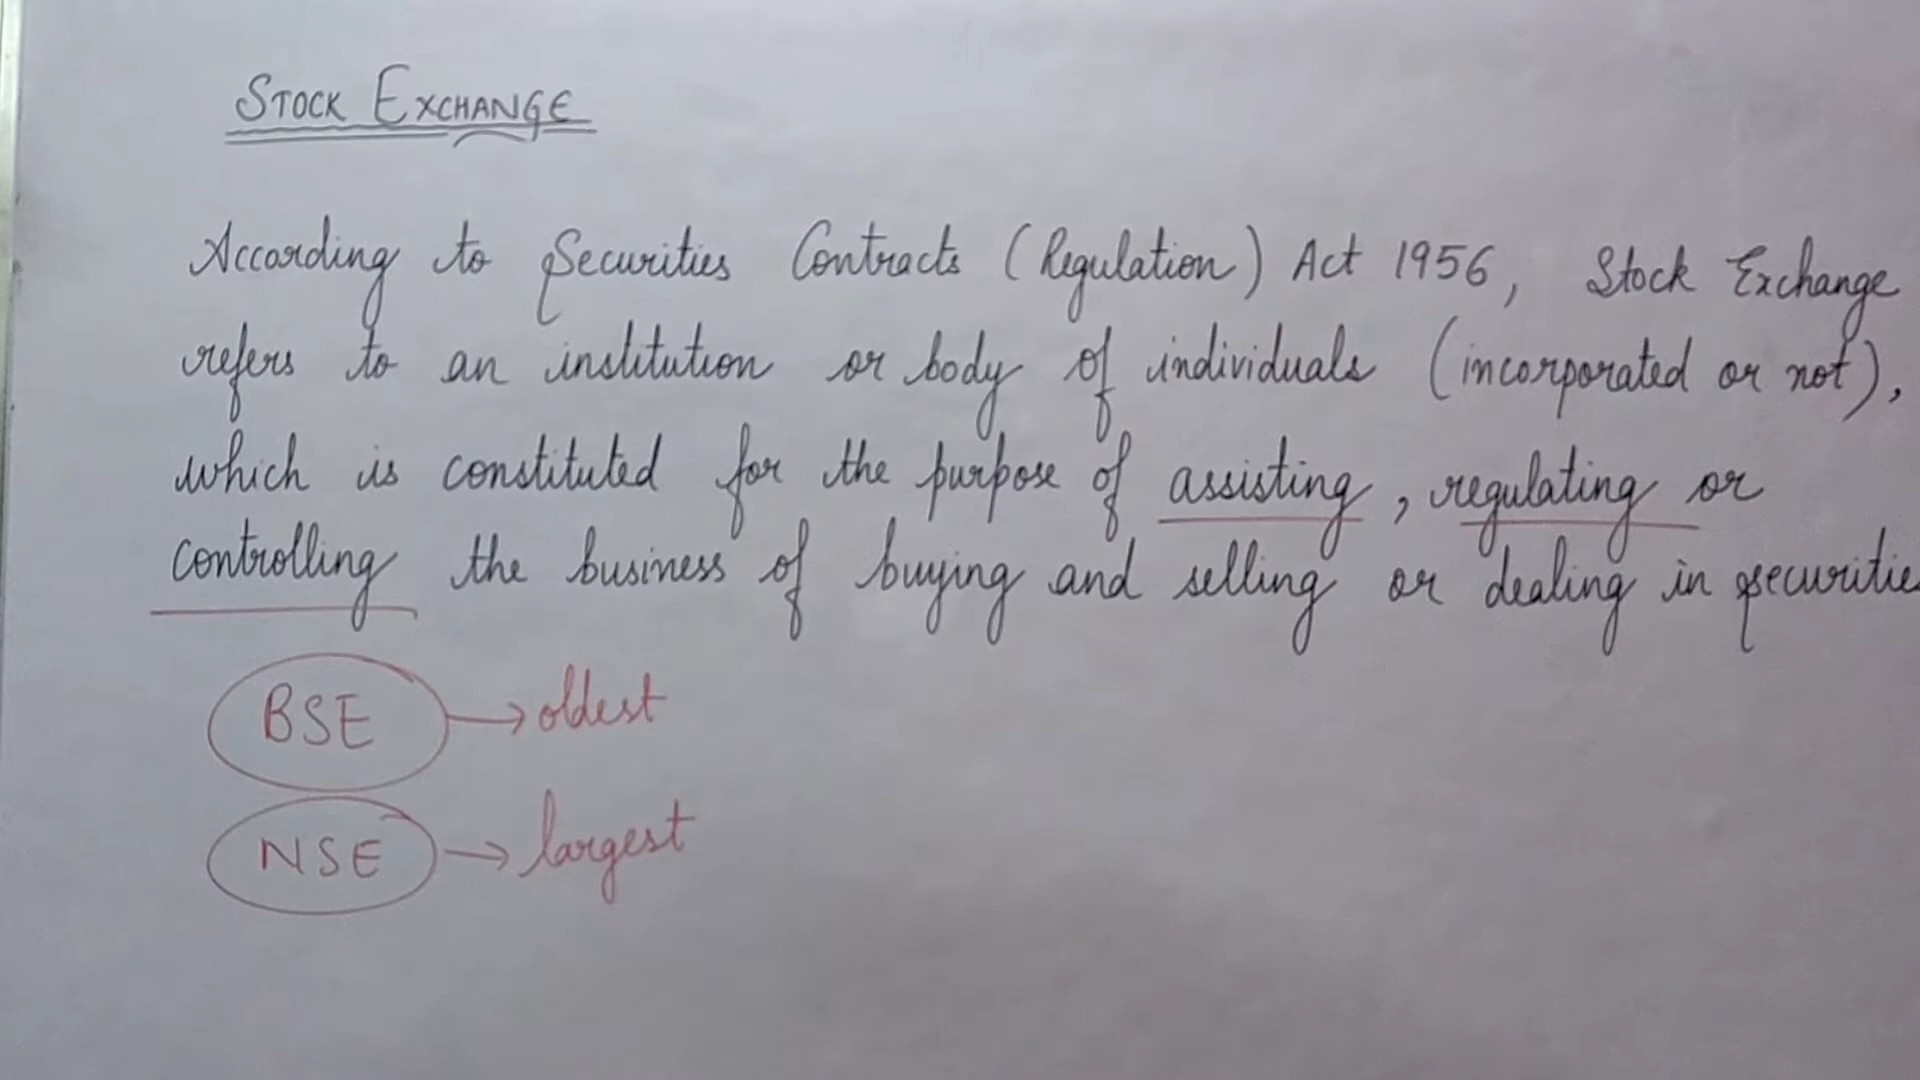 STOCK EXCHANGE
According to Securities Contracts (Regulation) Act 1956, Stock Exchange
refers to an institution or body of individuals (incorporated or not),
which is constituted for the purpose of assisting, regulating or
controlling the business of buying and selling or dealing in securitie
BSE → oldest
NSE → largest